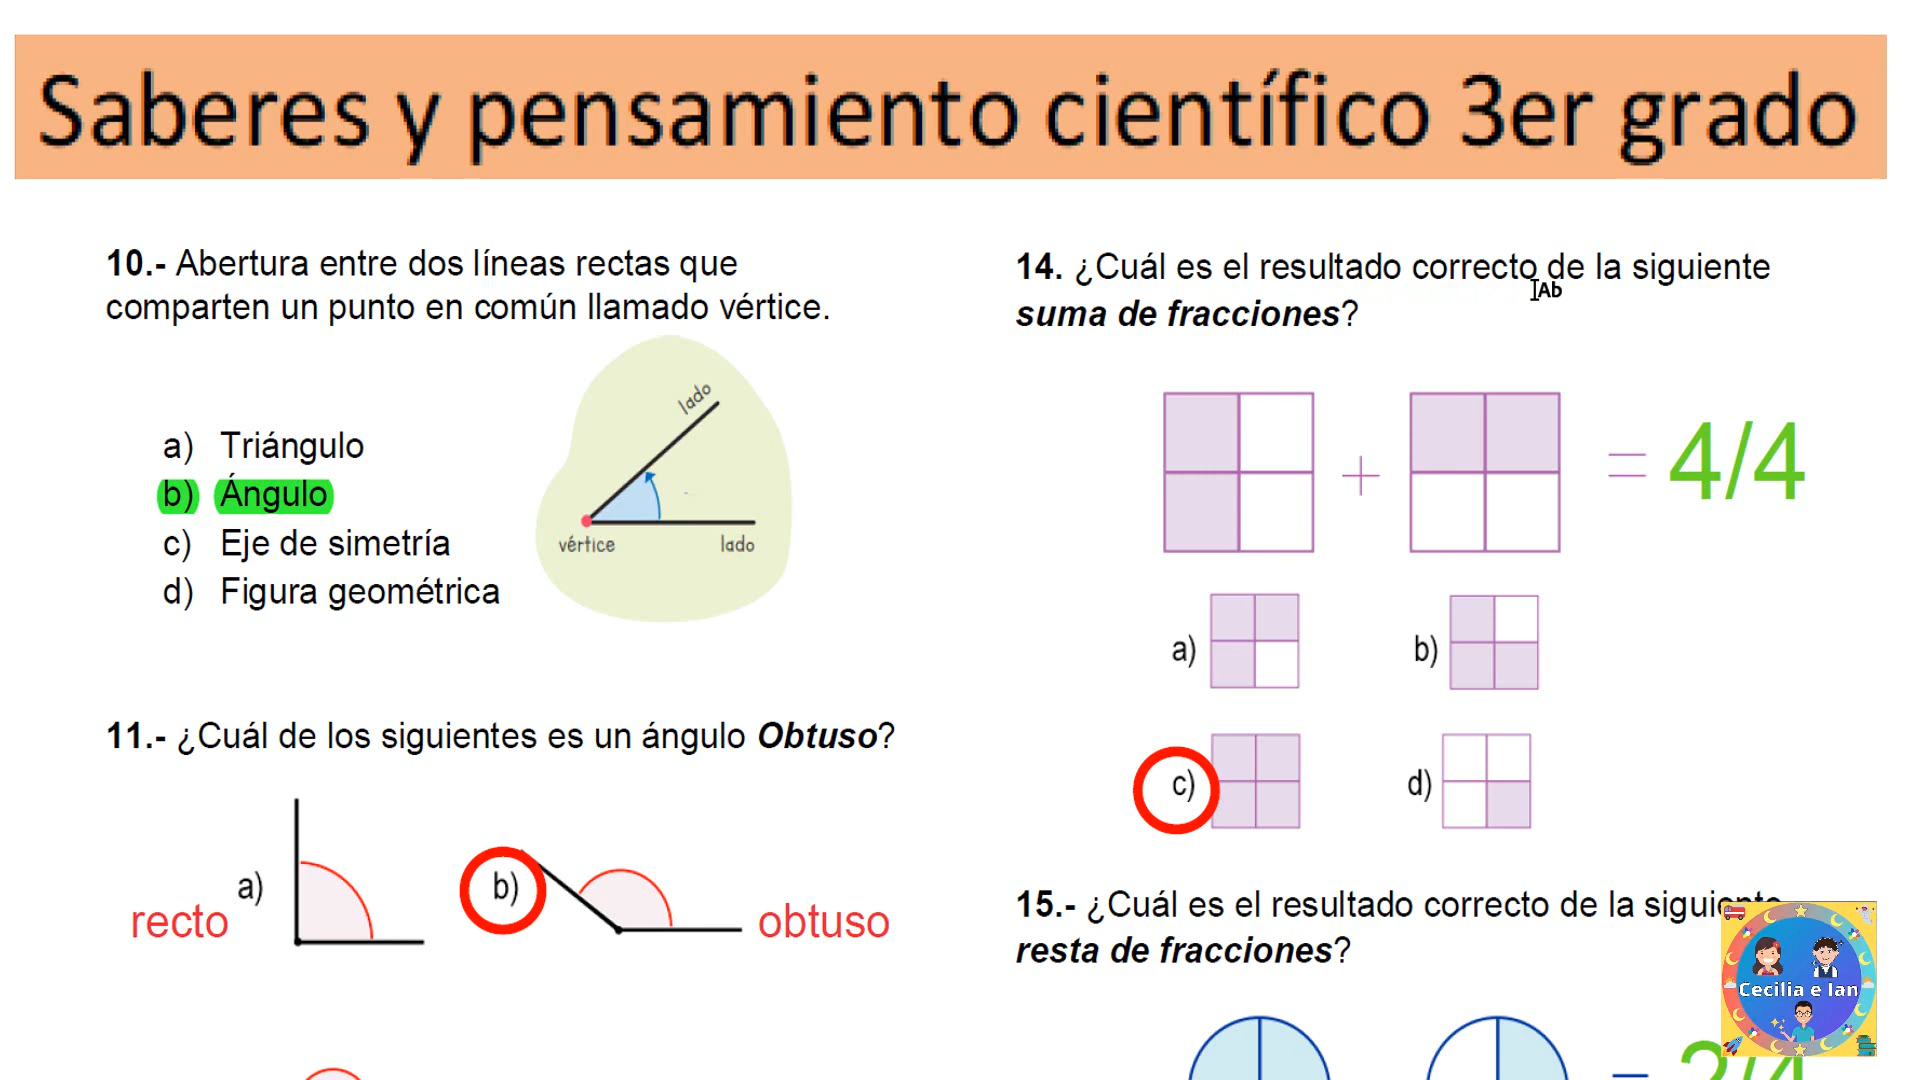 Saberes y pensamiento científico 3er grado
10.- Abertura entre dos líneas rectas que
comparten un punto en común llamado vértice.
lado
a) Triángulo
b) Ángulo
c) Eje de simetría
d) Figura geométrica
vértice
lado
11.- ¿Cuál de los siguientes es un ángulo Obtuso?
a)
recto
b)
obtuso
14. ¿Cuál es el resultado correcto de la siguiente
Ab
suma de fracciones?
+ = 4/4
a)
b)
c)
d)
15.- ¿Cuál es el resultado correcto de la siguiente
resta de fracciones?
Cecilia e Ian
= 2/4